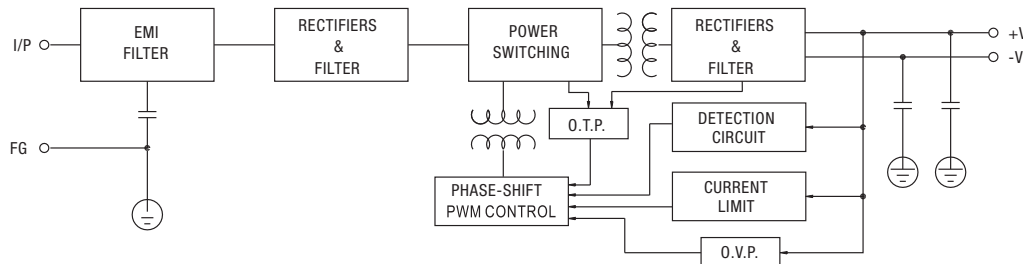 I/P
EMI
FILTER
RECTIFIERS
&
FILTER
POWER
SWITCHING
RECTIFIERS
&
FILTER
+V
-V
O.T.P.
DETECTION
CIRCUIT
FG
PHASE-SHIFT
PWM CONTROL
CURRENT
LIMIT
O.V.P.